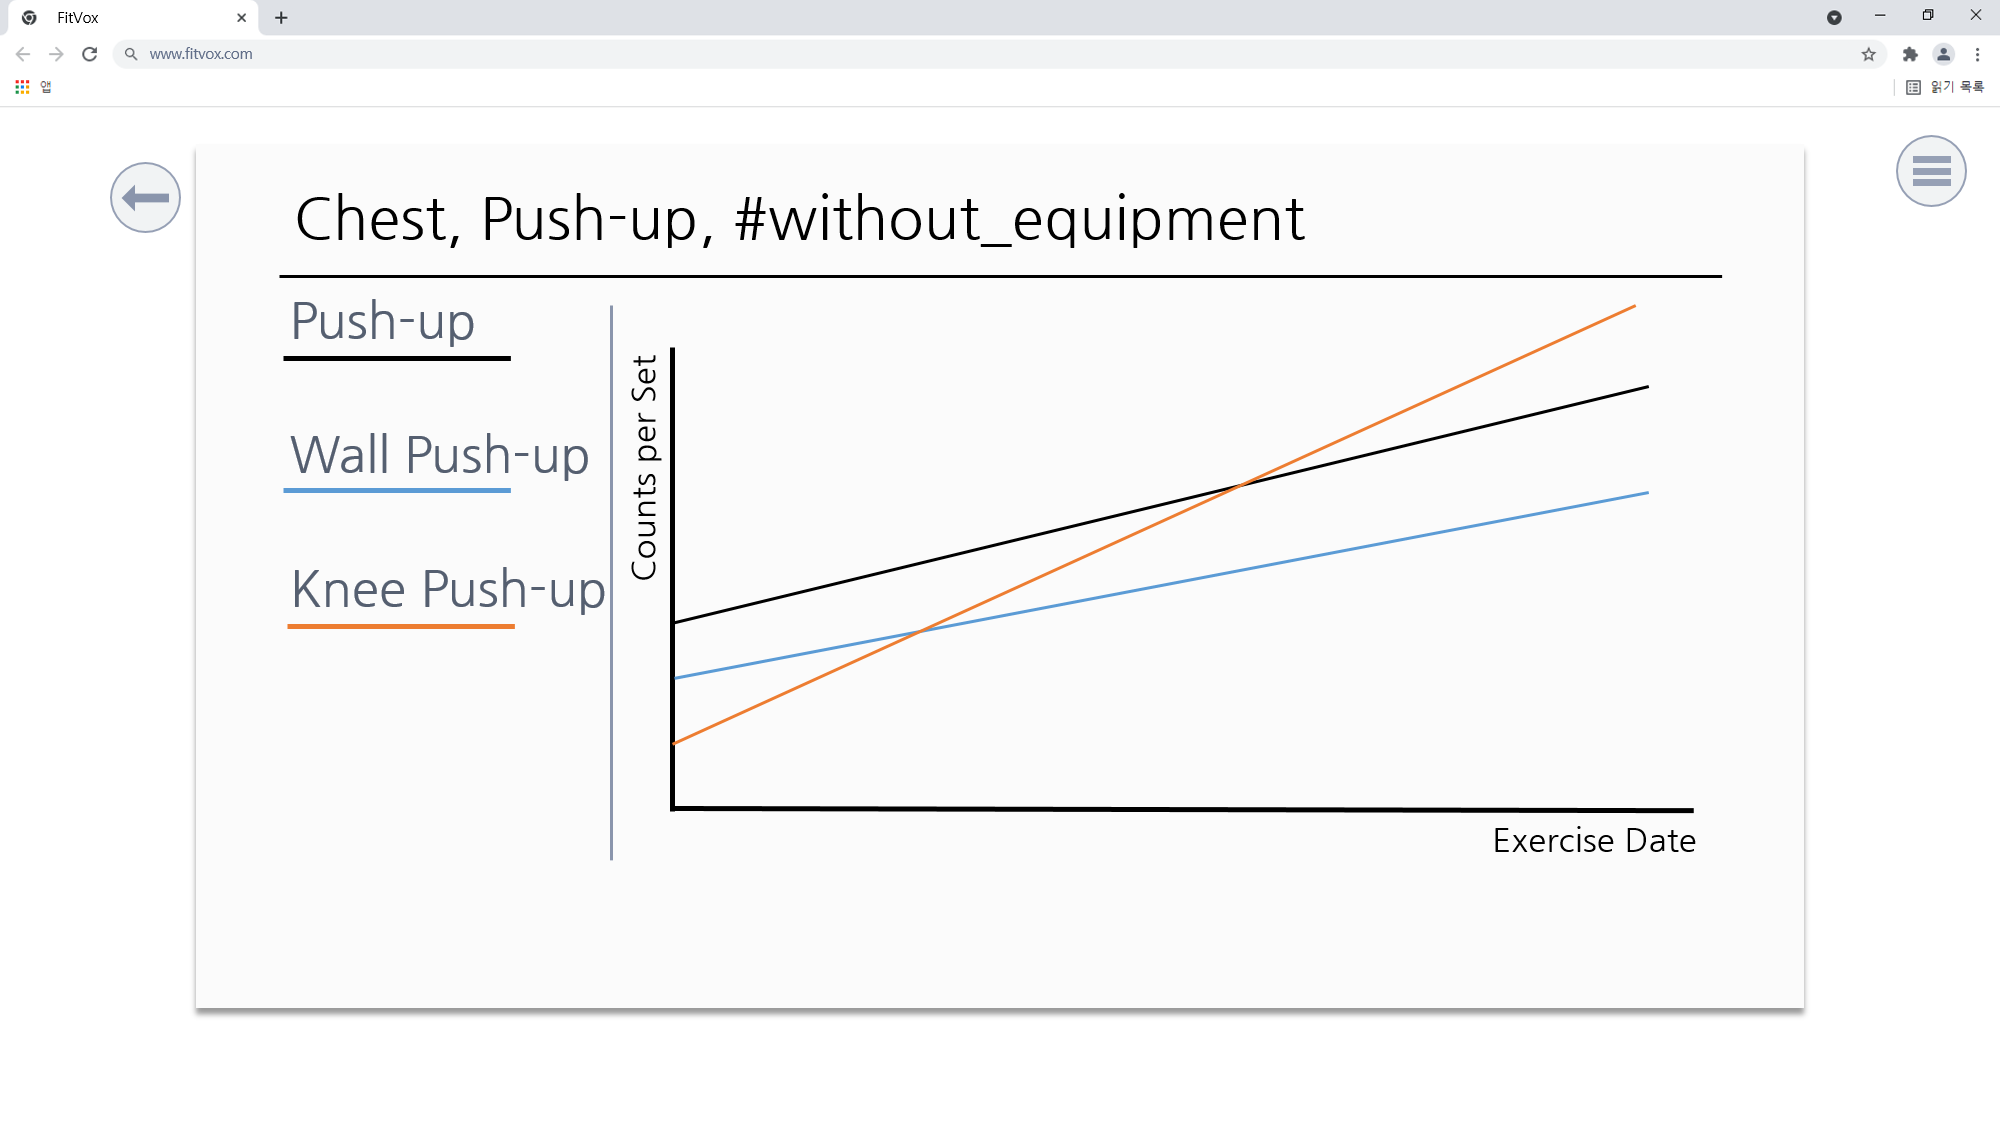 FitVox
www.fitvox.com
앱
읽기 목록
Chest, Push-up, #without_equipment
Push-up
Wall Push-up
Knee Push-up
Counts per Set
Exercise Date